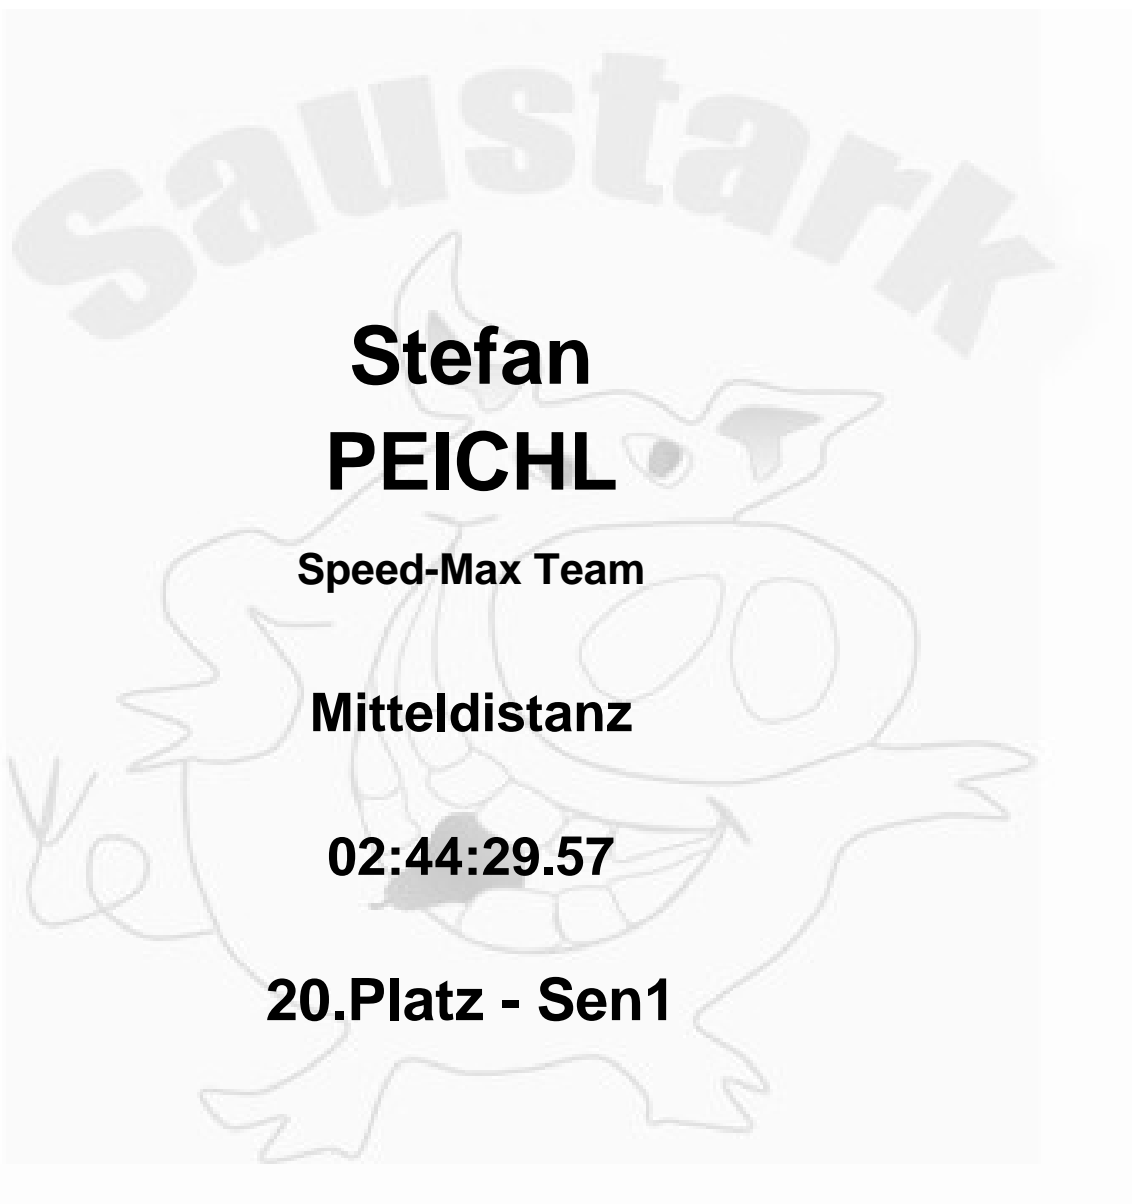 Saustark
Stefan
PEICHL
Speed-Max Team
Mitteldistanz
02:44:29.57
20.Platz - Sen1